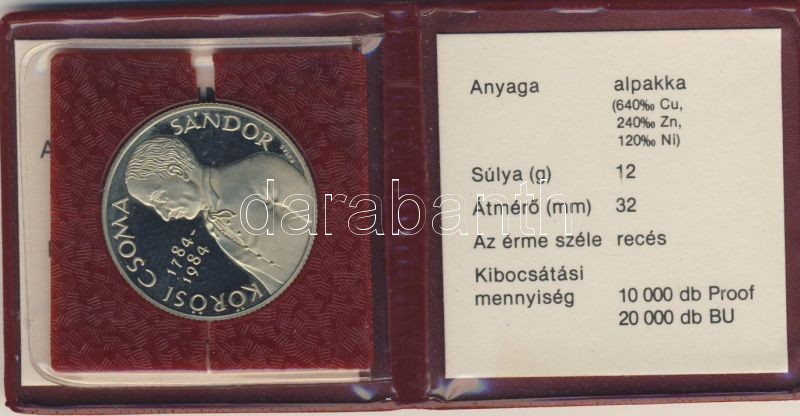 KŐRÖSI CSOMA
SÁNDOR
1784-
1984
A
Anyaga alpakka
(640‰ Cu,
240‰ Zn,
120‰ Ni)
Súlya (g) 12
Átmérő (mm) 32
Az érme széle recés
Kibocsátási
mennyiség 10 000 db Proof
20 000 db BU
darabanth